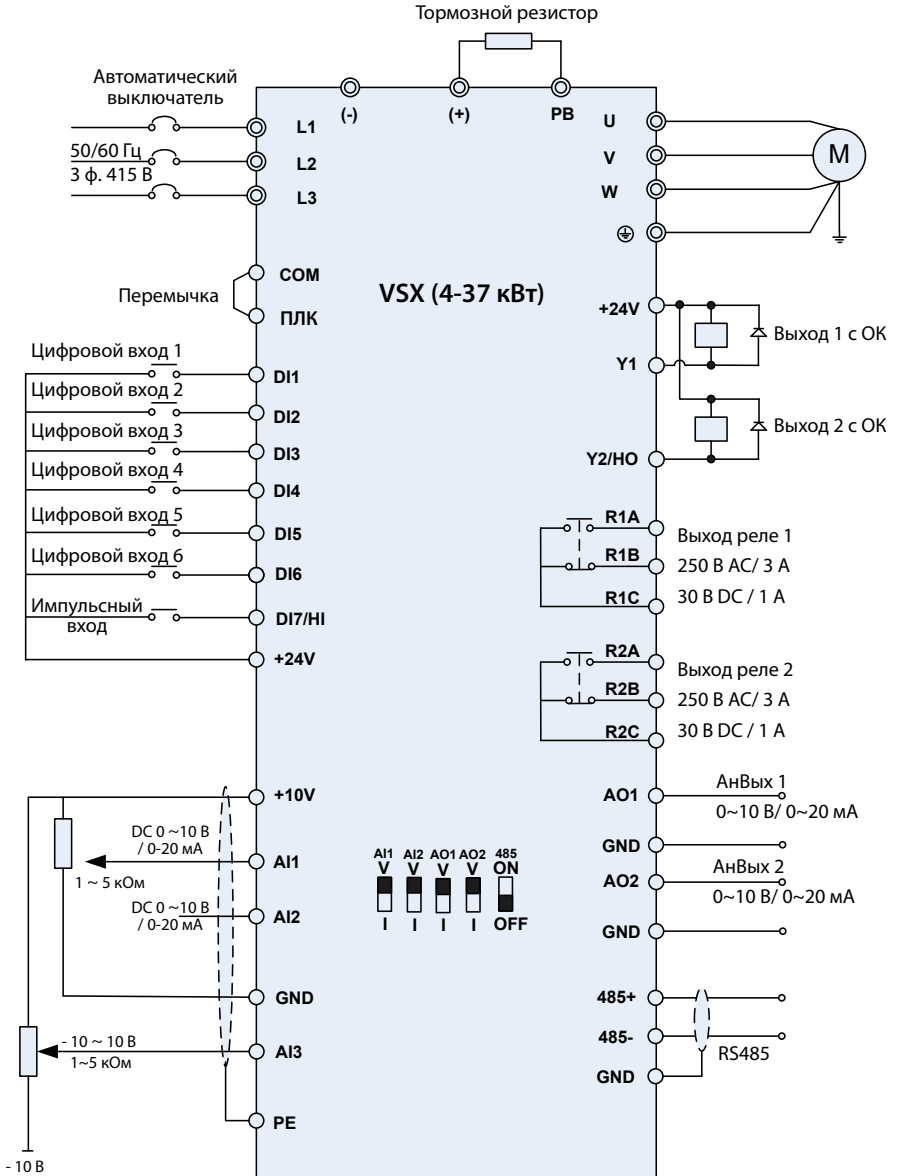 Тормозной резистор
Автоматический
выключатель
(-)
(+)
PB
L1
50/60 Гц
L2
3 ф. 415 В
L3
U
V
W
M
COM
Перемычка
ПЛК
VSX (4-37 кВт)
+24V
Выход 1 с ОК
Y1
Выход 2 с ОК
Y2/HO
Цифровой вход 1
DI1
Цифровой вход 2
DI2
Цифровой вход 3
DI3
Цифровой вход 4
DI4
Цифровой вход 5
DI5
Цифровой вход 6
DI6
Импульсный
вход
DI7/HI
+24V
R1A
Выход реле 1
R1B
250 В AC/ 3 А
R1C
30 В DC / 1 А
R2A
Выход реле 2
R2B
250 В AC/ 3 А
R2C
30 В DC / 1 А
+10V
DC 0 ~10 В
/ 0-20 мА
AI1
1 ~ 5 кОм
DC 0 ~10 В
/ 0-20 мА
AI2
GND
- 10 ~ 10 В
1~5 кОм
AI3
PE
- 10 В
AI1 AI2 AO1 AO2 485
V V V V ON
I I I I OFF
AO1
АнВых 1
0~10 В/ 0~20 мА
GND
AO2
АнВых 2
0~10 В/ 0~20 мА
GND
485+
485-
RS485
GND